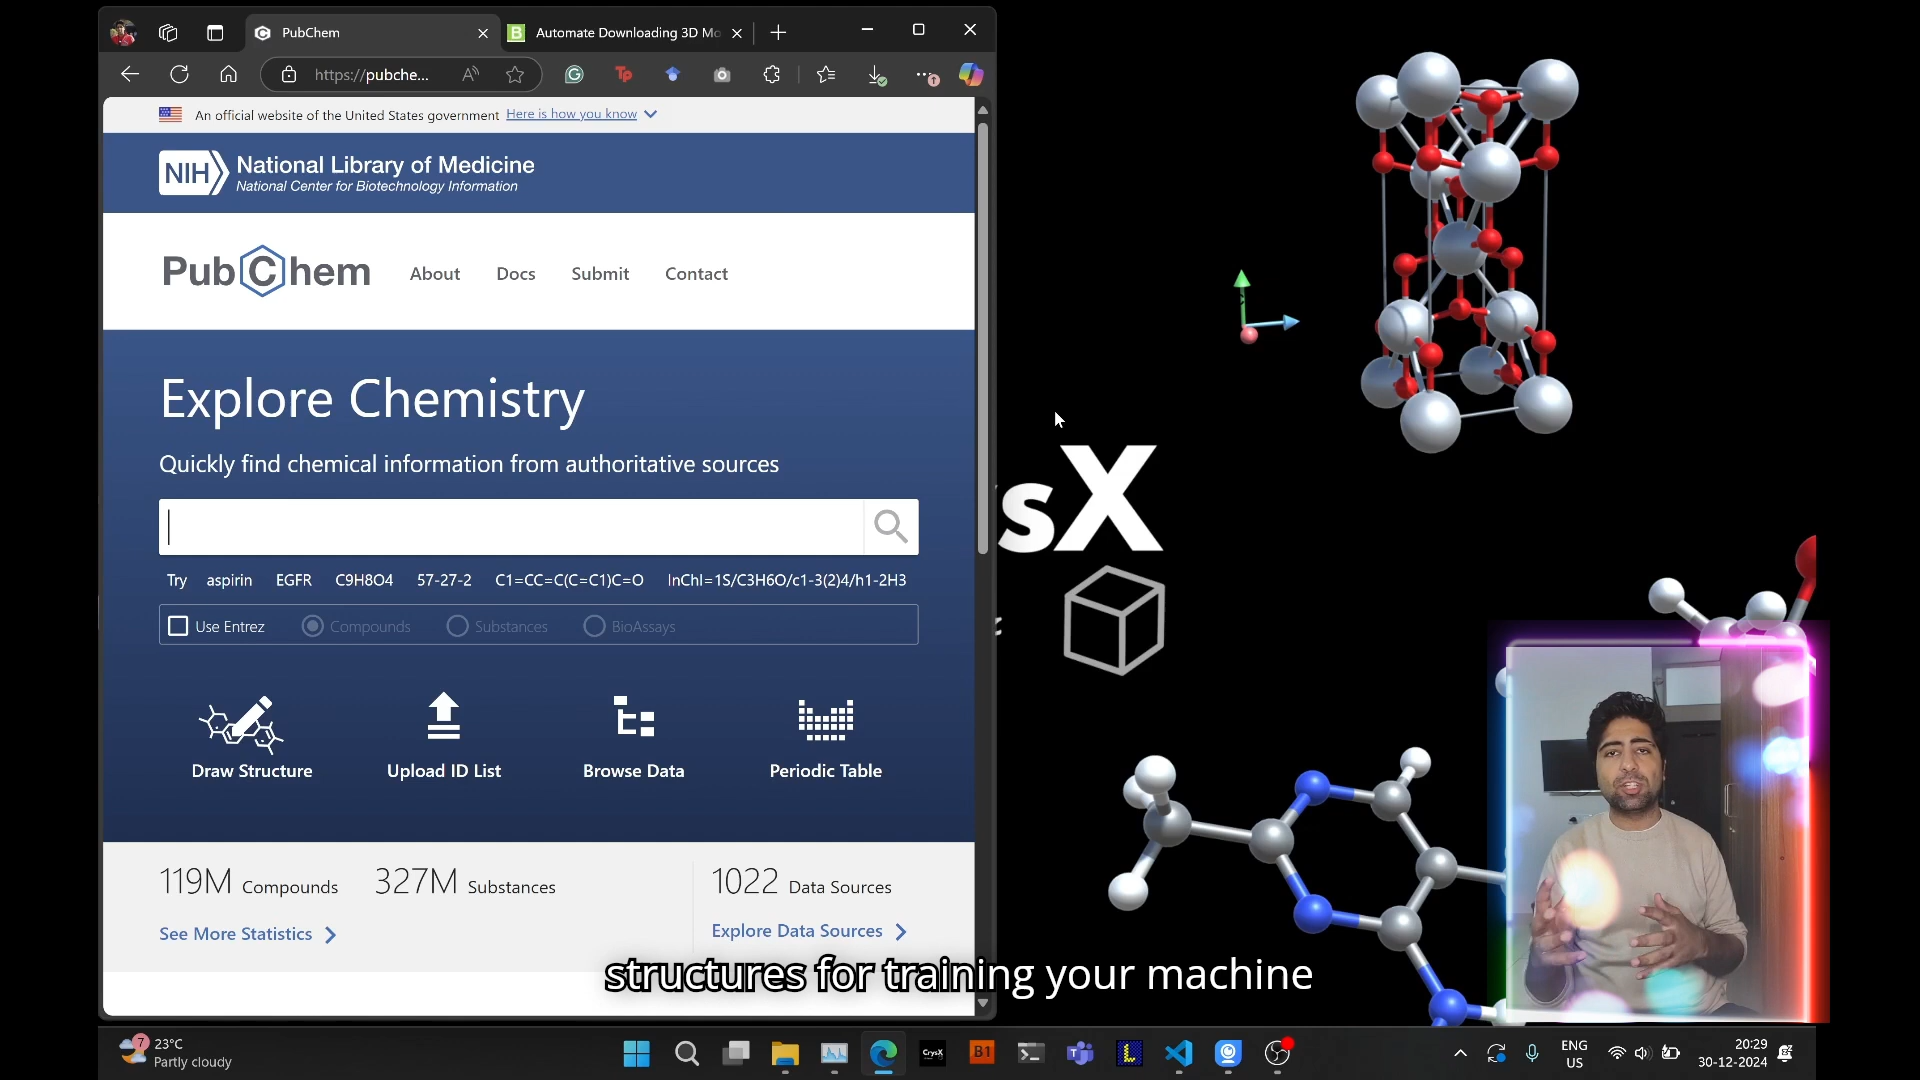 PubChem
Automate Downloading 3D Mo
https://pubche...
An official website of the United States government Here is how you know
NIH National Library of Medicine
National Center for Biotechnology Information
PubChem About Docs Submit Contact
Explore Chemistry
Quickly find chemical information from authoritative sources
Try aspirin EGFR C9H8O4 57-27-2 C1=CC=C(C=C1)C=O InChI=1S/C3H6O/c1-3(2)4/h1-2H3
Use Entrez Compounds Substances BioAssays
Draw Structure Upload ID List Browse Data Periodic Table
119M Compounds 327M Substances 1022 Data Sources
See More Statistics Explore Data Sources
sX
structures for training your machine
7 23°C
Partly cloudy
CrysX
B1
ENG
US
20:29
30-12-2024